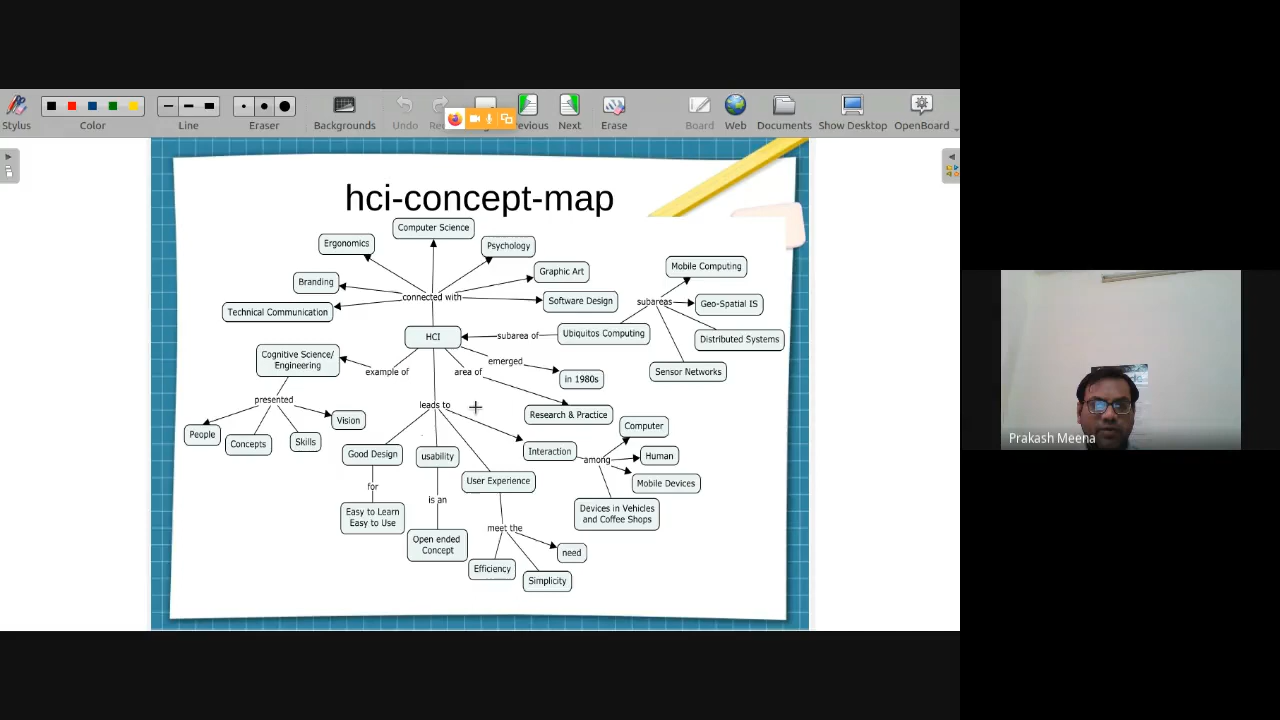 Stylus
Color
Line
Eraser
Backgrounds
Undo
Previous
Next
Erase
Board
Web
Documents
Show Desktop
OpenBoard
hci-concept-map
Computer Science
Ergonomics
Psychology
Graphic Art
Branding
connected with
Software Design
Technical Communication
Mobile Computing
subareas
Geo-Spatial IS
HCI
subarea of
Ubiquitos Computing
Distributed Systems
Sensor Networks
Cognitive Science/
Engineering
example of
area of
emerged
in 1980s
presented
leads to
Research & Practice
People
Concepts
Skills
Vision
Good Design
usability
User Experience
Interaction
among
Computer
Human
Mobile Devices
Devices in Vehicles
and Coffee Shops
for
is an
meet the
Easy to Learn
Easy to Use
Open ended
Concept
Efficiency
need
Simplicity
Prakash Meena